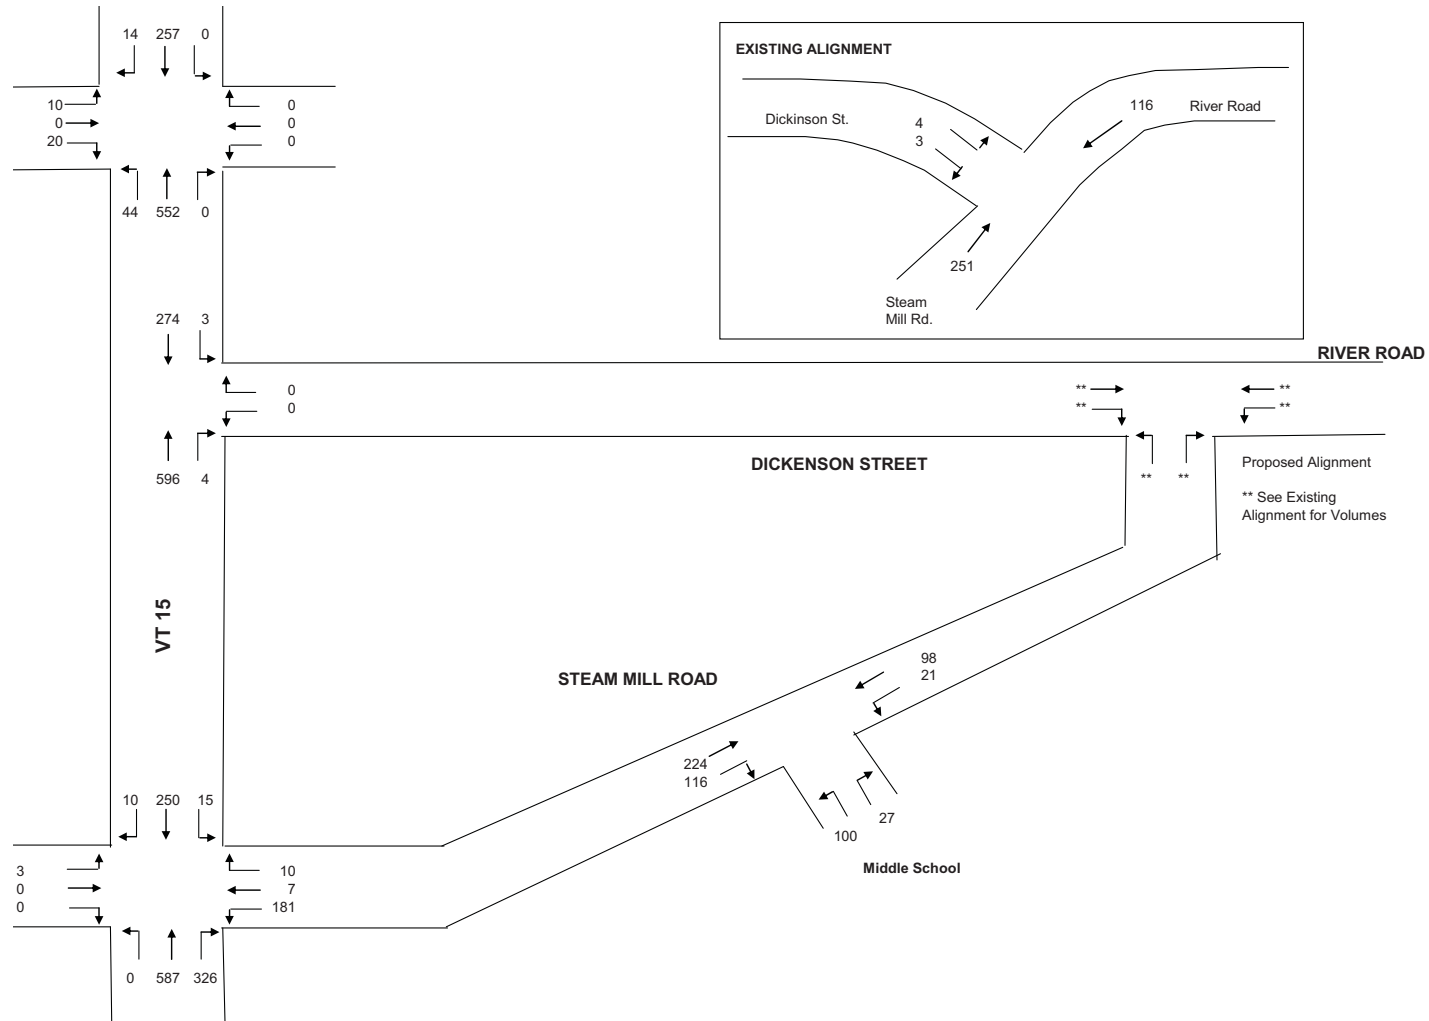 14 257 0
EXISTING ALIGNMENT
10
0
20
0
0
0
Dickinson St.
4
3
116
River Road
44 552 0
251
Steam
Mill Rd.
274 3
RIVER ROAD
0
0
**
**
**
**
596 4
DICKENSON STREET
** **
Proposed Alignment
** See Existing
Alignment for Volumes
VT 15
STEAM MILL ROAD
98
21
224
116
27
100
Middle School
10 250 15
3
0
0
10
7
181
0 587 326